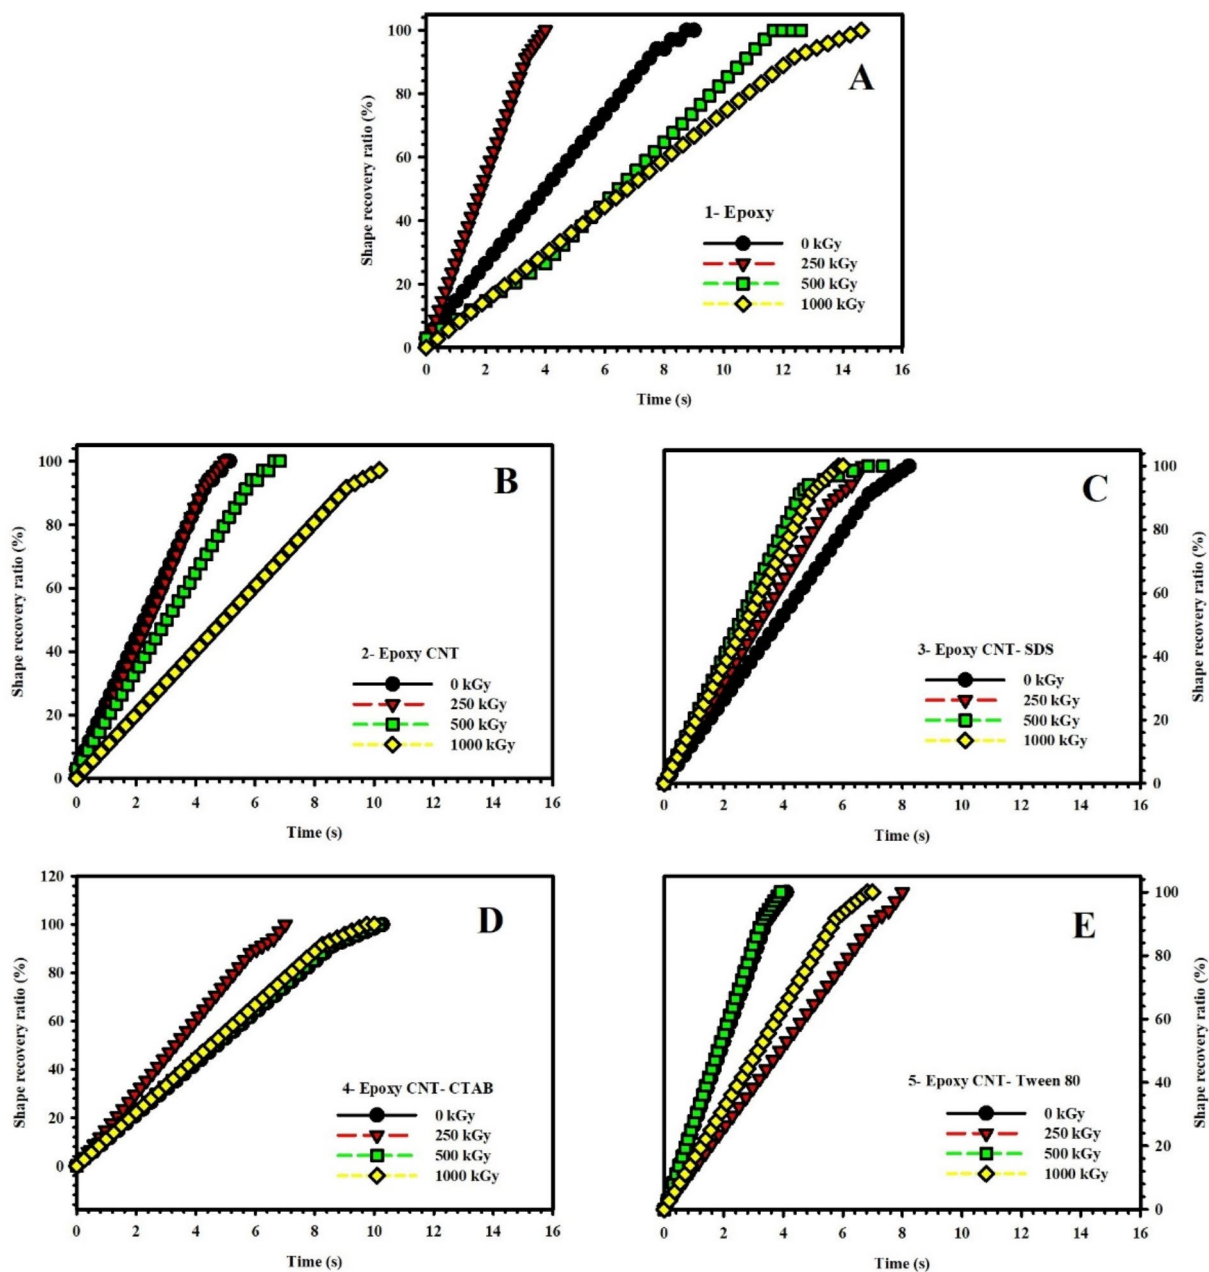 100
80
60
40
20
0
Shape recovery ratio (%)
A
1- Epoxy
0 kGy
250 kGy
500 kGy
1000 kGy
0 2 4 6 8 10 12 14 16
Time (s)
100
80
60
40
20
0
Shape recovery ratio (%)
B
2- Epoxy CNT
0 kGy
250 kGy
500 kGy
1000 kGy
0 2 4 6 8 10 12 14 16
Time (s)
C
3- Epoxy CNT- SDS
0 kGy
250 kGy
500 kGy
1000 kGy
100
80
60
40
20
0
Shape recovery ratio (%)
0 2 4 6 8 10 12 14 16
Time (s)
120
100
80
60
40
20
0
Shape recovery ratio (%)
D
4- Epoxy CNT- CTAB
0 kGy
250 kGy
500 kGy
1000 kGy
0 2 4 6 8 10 12 14 16
Time (s)
E
5- Epoxy CNT- Tween 80
0 kGy
250 kGy
500 kGy
1000 kGy
100
80
60
40
20
0
Shape recovery ratio (%)
0 2 4 6 8 10 12 14 16
Time (s)